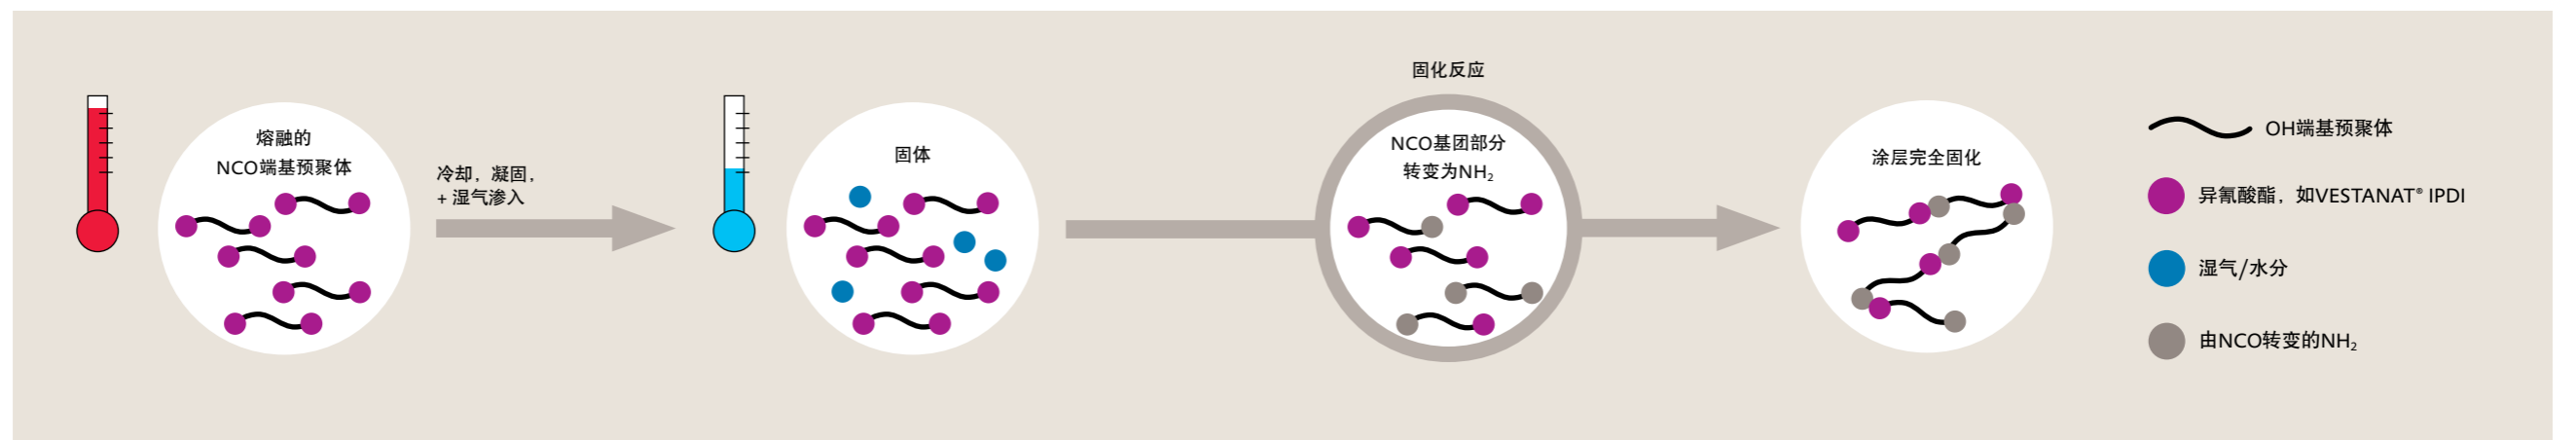 熔融的
NCO端基预聚体
冷却，凝固，
+ 湿气渗入
固体
固化反应
NCO基团部分
转变为NH₂
涂层完全固化
OH端基预聚体
异氰酸酯，如VESTANAT® IPDI
湿气/水分
由NCO转变的NH₂